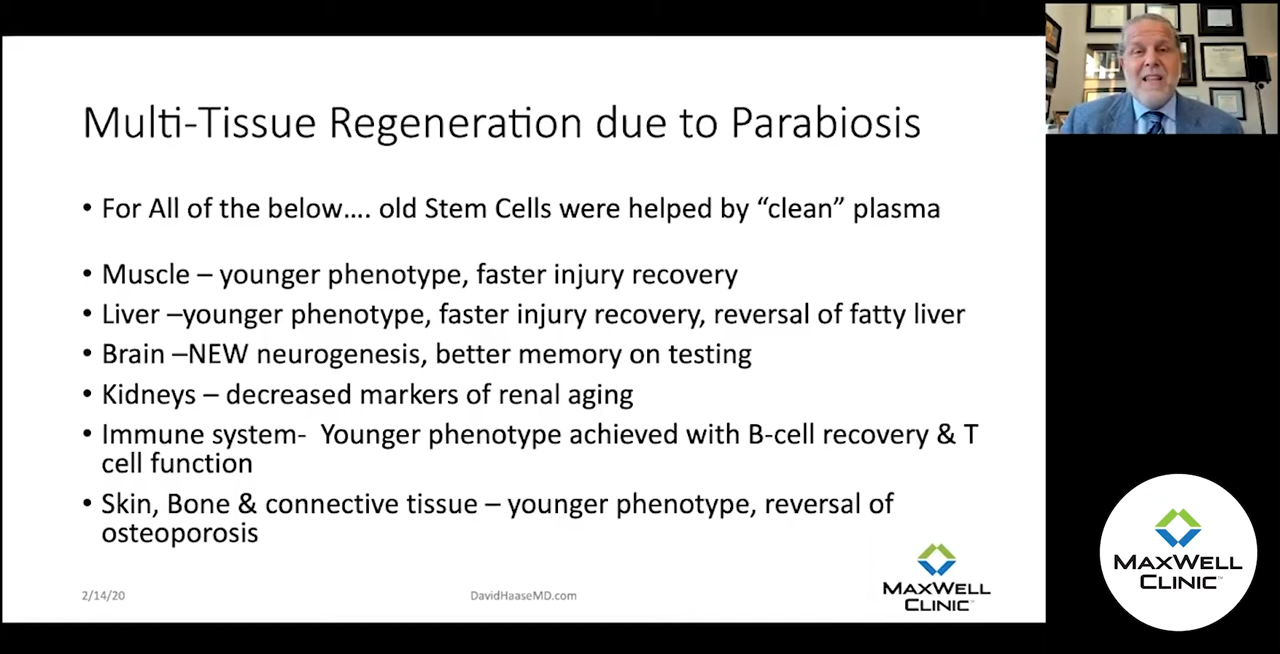 Multi-Tissue Regeneration due to Parabiosis
• For All of the below…. old Stem Cells were helped by “clean” plasma
• Muscle – younger phenotype, faster injury recovery
• Liver –younger phenotype, faster injury recovery, reversal of fatty liver
• Brain –NEW neurogenesis, better memory on testing
• Kidneys – decreased markers of renal aging
• Immune system-  Younger phenotype achieved with B-cell recovery & T
cell function
• Skin, Bone & connective tissue – younger phenotype, reversal of
osteoporosis
2/14/20
DavidHaaseMD.com
MAXWELL
CLINIC™
MAXWELL
CLINIC™